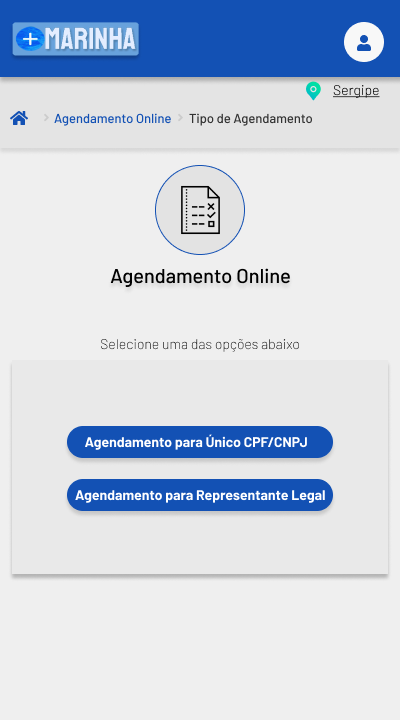 +MARINHA
Sergipe
Agendamento Online
Tipo de Agendamento
Agendamento Online
Selecione uma das opções abaixo
Agendamento para Único CPF/CNPJ
Agendamento para Representante Legal